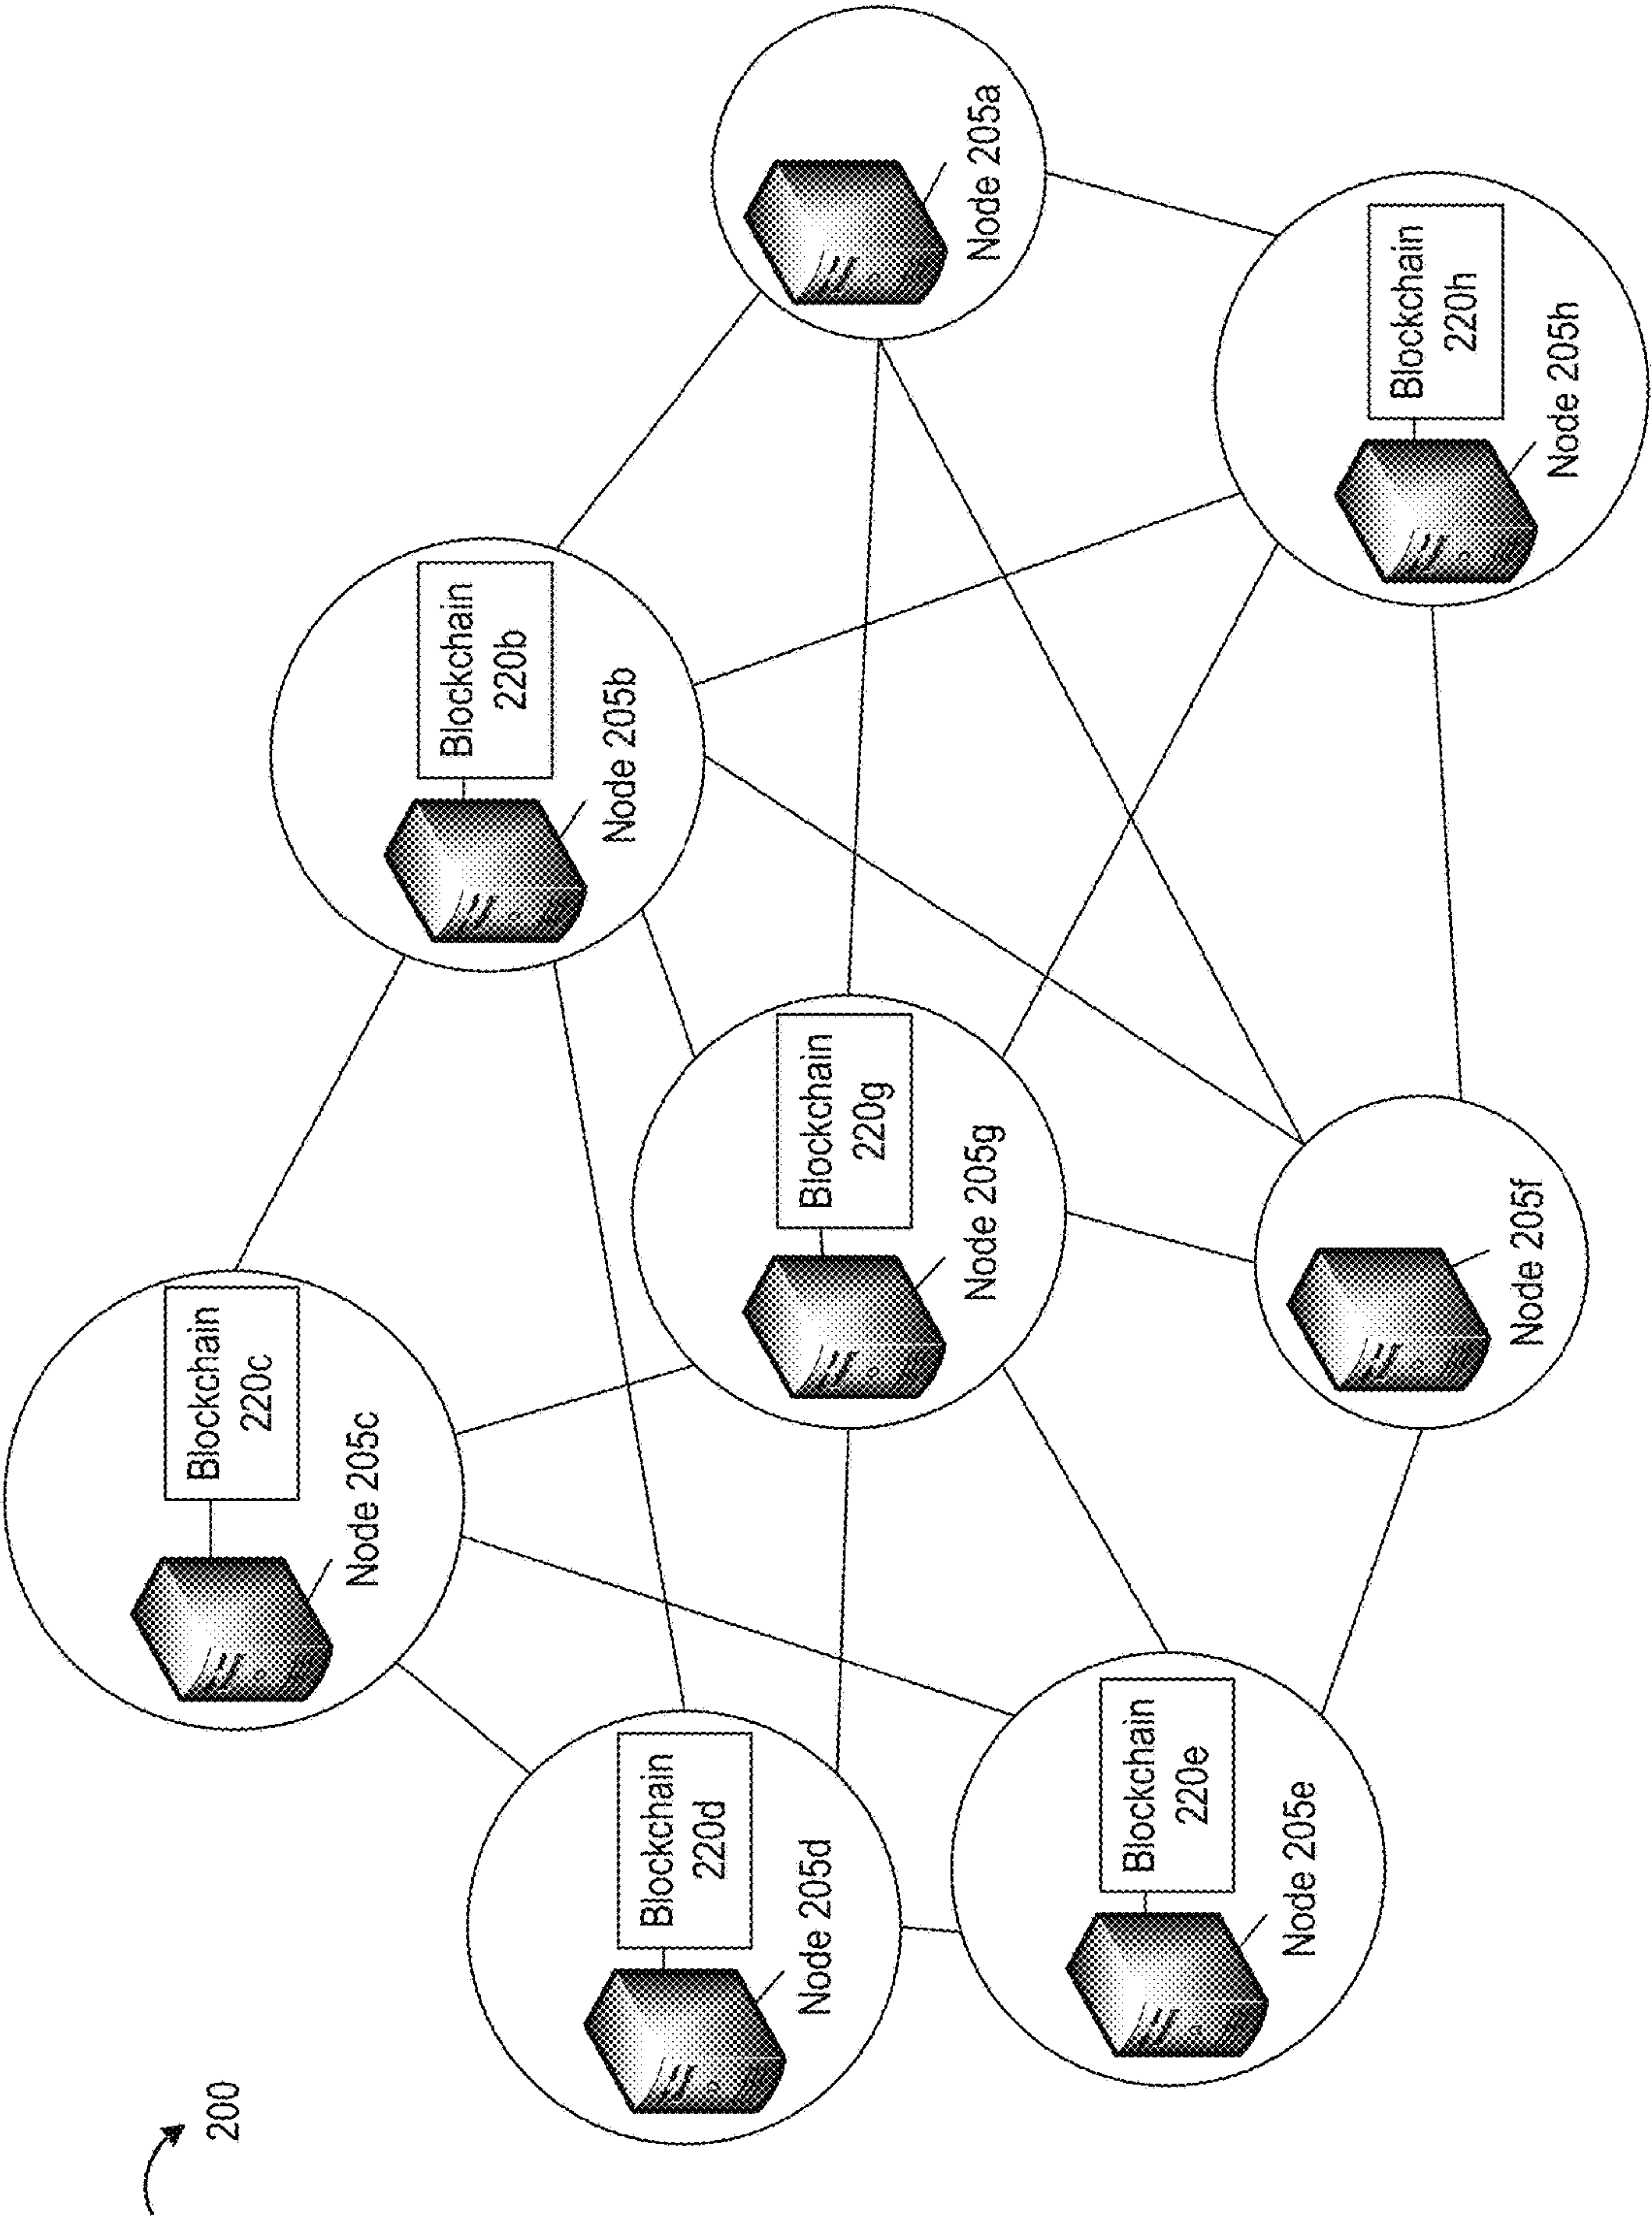 200
Blockchain
220c
Node 205c
Blockchain
220d
Node 205d
Blockchain
220b
Node 205b
Blockchain
220g
Node 205g
Blockchain
220e
Node 205e
Node 205a
Node 205f
Blockchain
220h
Node 205h